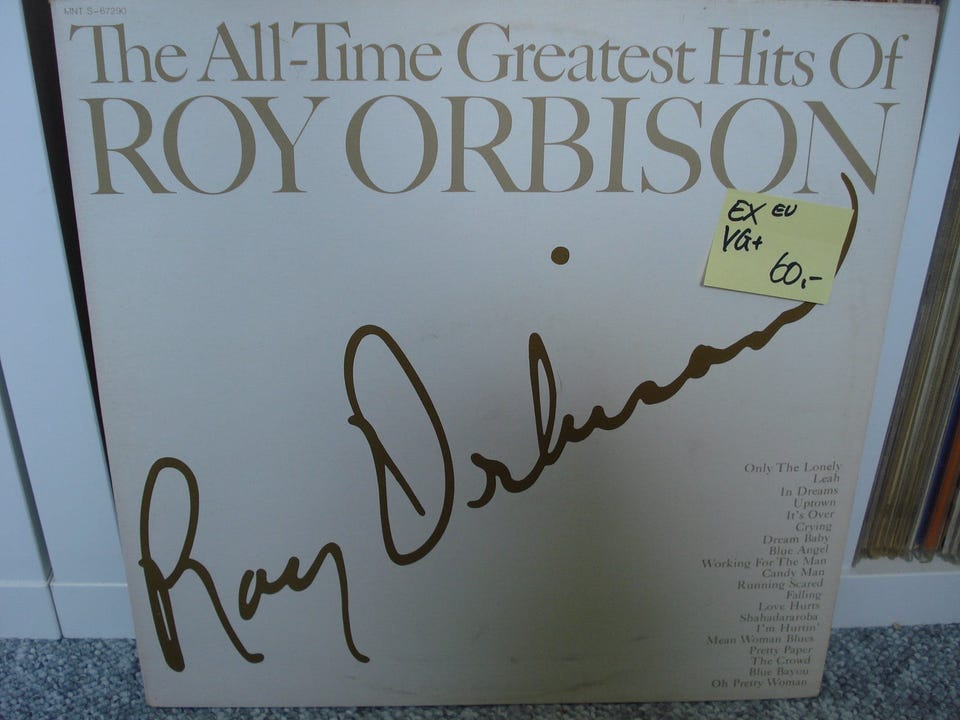 MNT S-67290
The All-Time Greatest Hits Of
ROY ORBISON
EX EU
VG+
60,-
Roy Orbison
Only The Lonely
Leah
In Dreams
Uptown
It's Over
Crying
Dream Baby
Blue Angel
Working For The Man
Candy Man
Running Scared
Falling
Love Hurts
Shahadararoba
I'm Hurtin'
Mean Woman Blues
Pretty Paper
The Crowd
Blue Bayou
Oh Pretty Woman